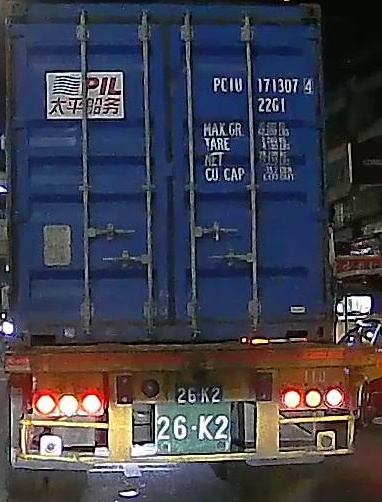 PIL
太平船务
PCIU 171307 4
22G1
MAX.GR.
TARE
NET
CU CAP
26-K2
26-K2